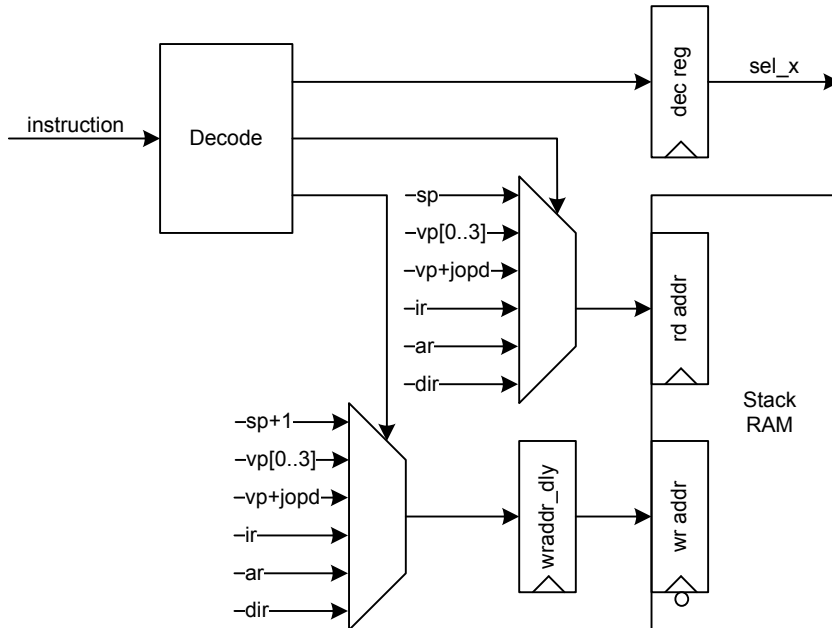 instruction
Decode
dec reg
sel_x
–sp
–vp[0..3]
–vp+jopd
–ir
–ar
–dir
rd addr
Stack
RAM
–sp+1
–vp[0..3]
–vp+jopd
–ir
–ar
–dir
wraddr_dly
wr addr